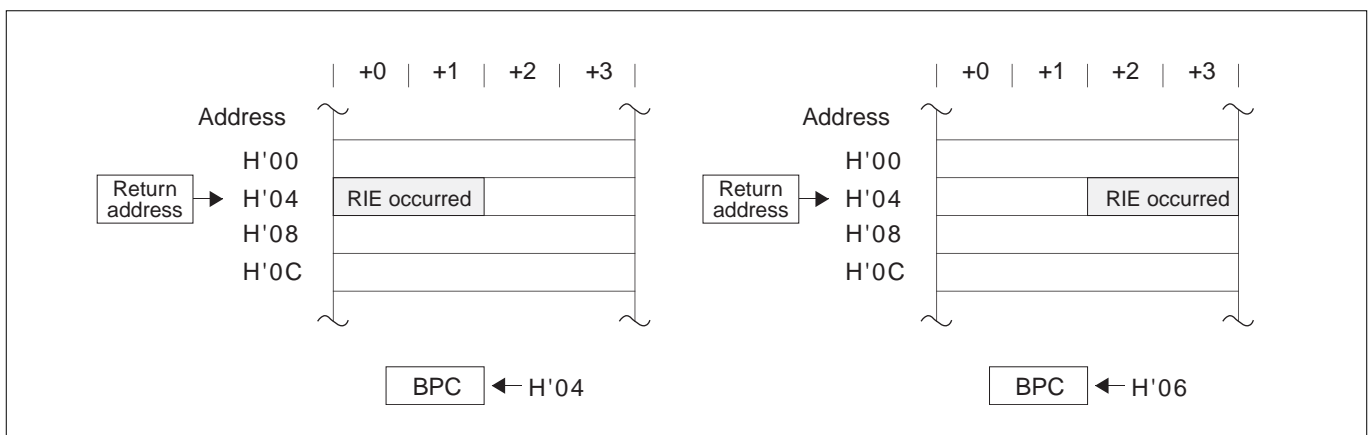 +0 +1 +2 +3
Address
H'00
Return address H'04 RIE occurred
H'08
H'0C
BPC H'04
+0 +1 +2 +3
Address
H'00
Return address H'04 RIE occurred
H'08
H'0C
BPC H'06